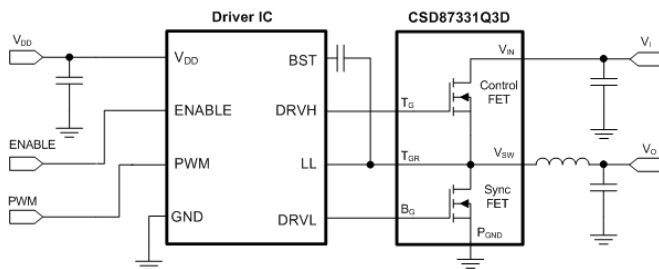 Driver IC
CSD87331Q3D
VDD
VDD
BST
VIN
VI
ENABLE
ENABLE
DRVH
TG
Control
FET
PWM
PWM
LL
TGR
VSW
VO
GND
DRVL
BG
Sync
FET
PGND